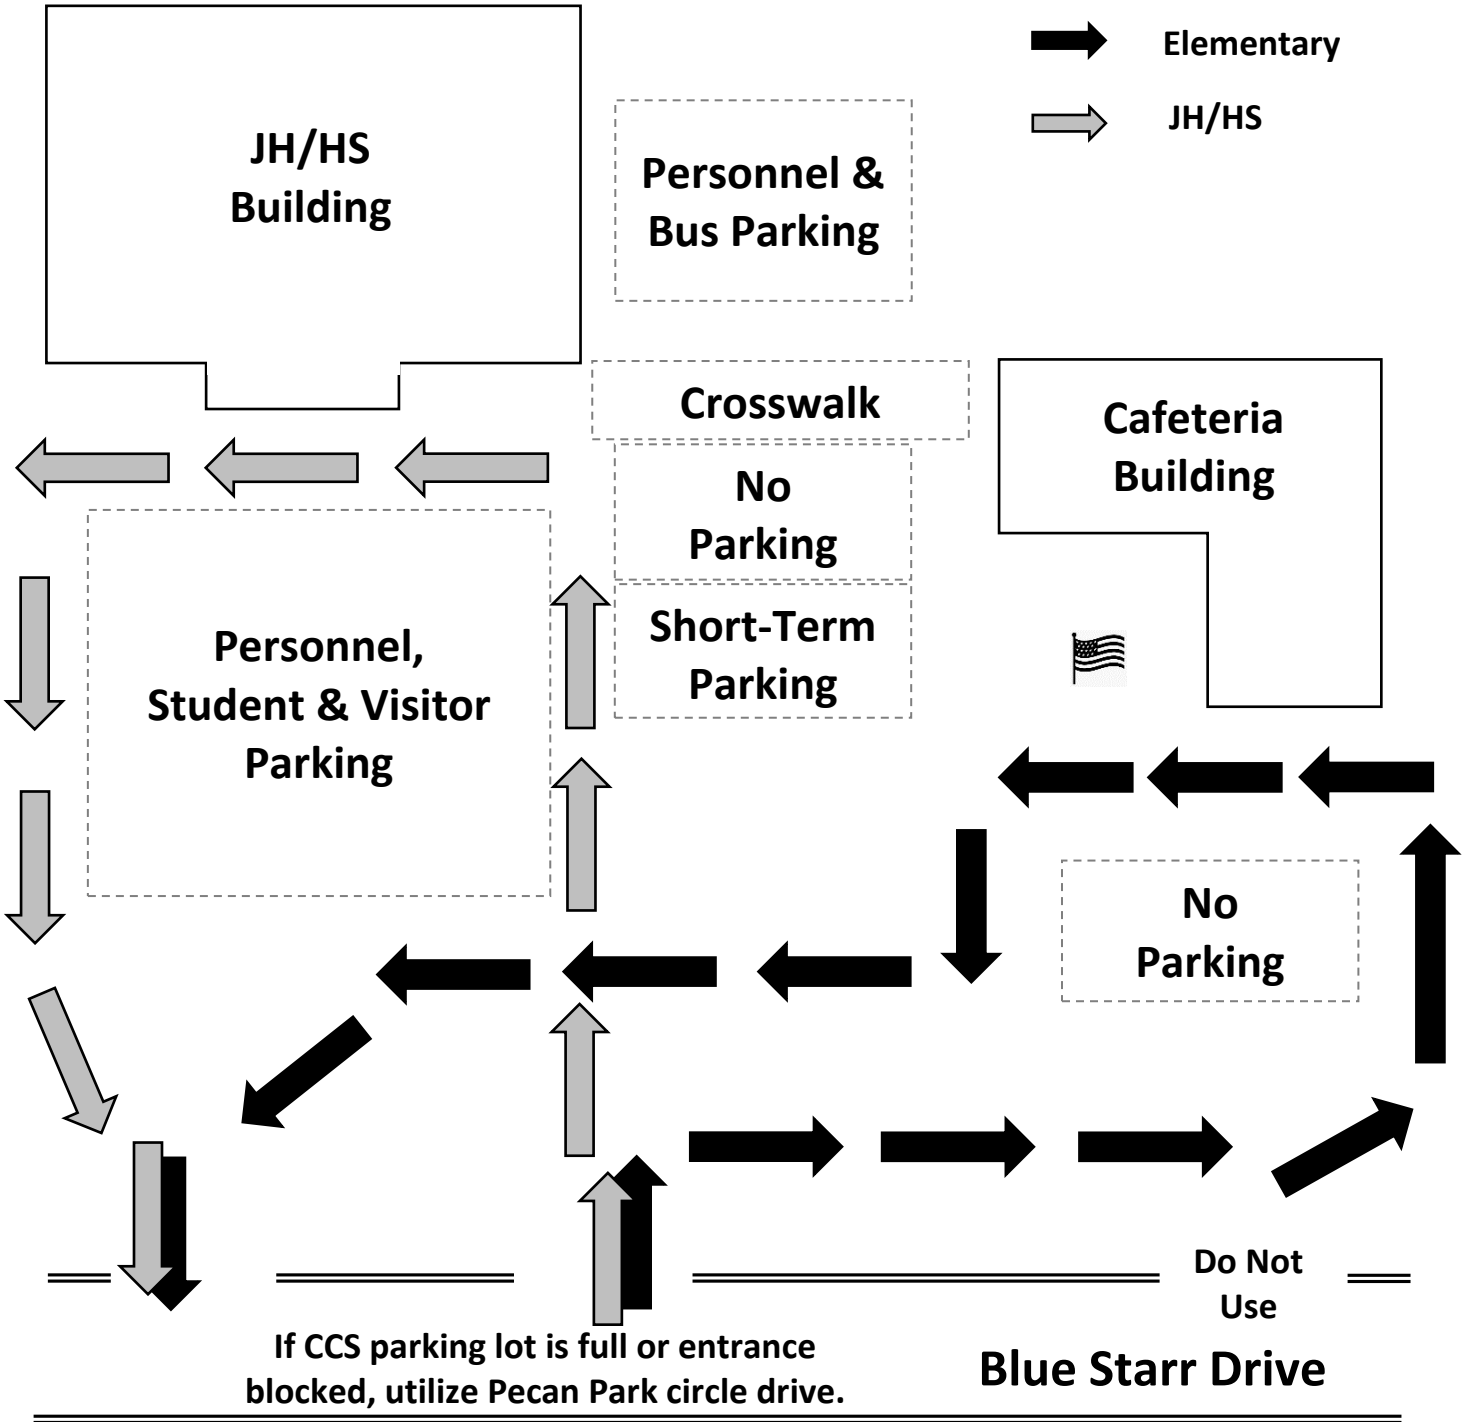 Elementary
JH/HS
JH/HS
Building
Personnel &
Bus Parking
Crosswalk
Cafeteria
Building
No
Parking
Short-Term
Parking
Personnel,
Student & Visitor
Parking
No
Parking
Do Not
Use
If CCS parking lot is full or entrance
blocked, utilize Pecan Park circle drive.
Blue Starr Drive